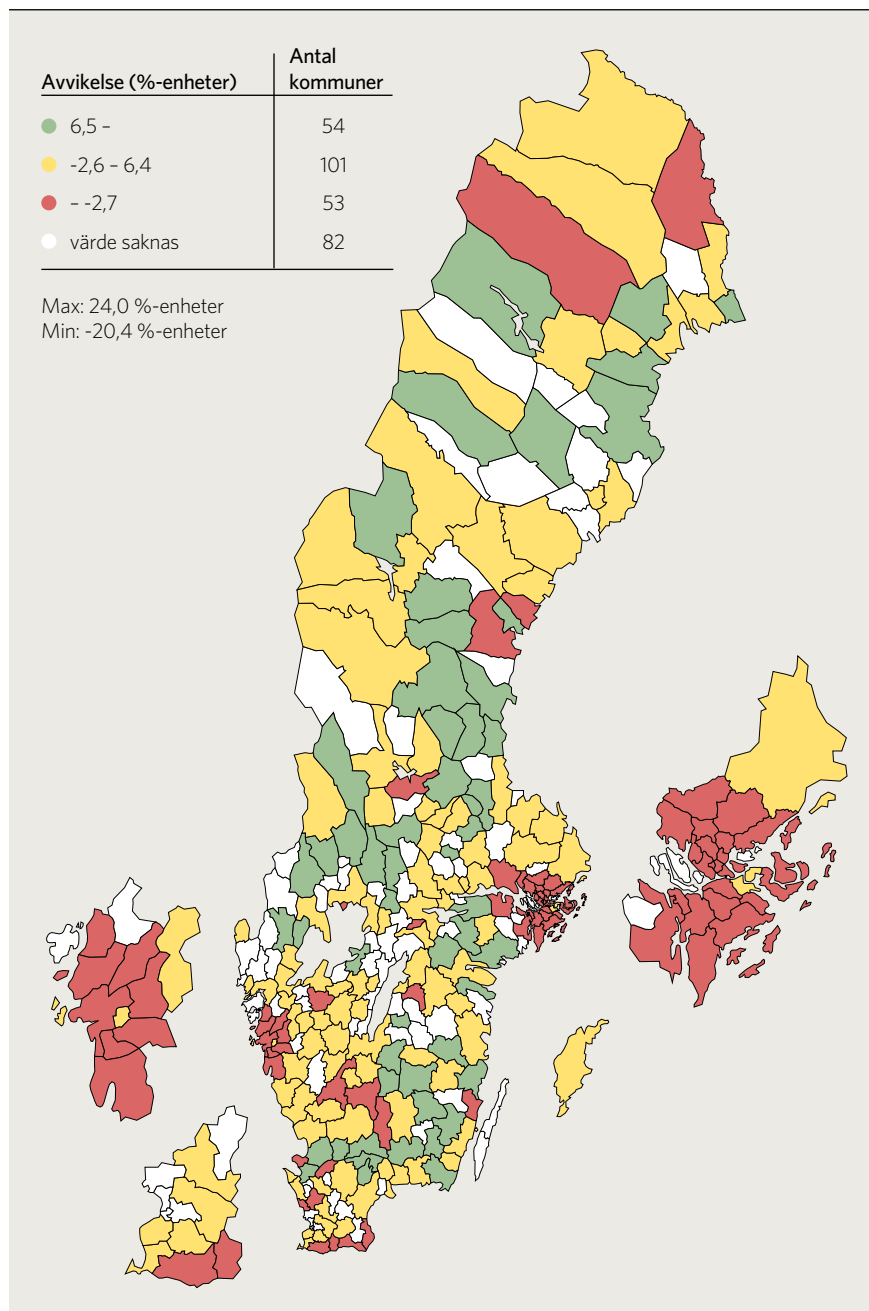 Avvikelse (%-enheter) Antal kommuner
6,5 – 54
-2,6 – 6,4 101
– -2,7 53
värde saknas 82
Max: 24,0 %-enheter
Min: -20,4 %-enheter